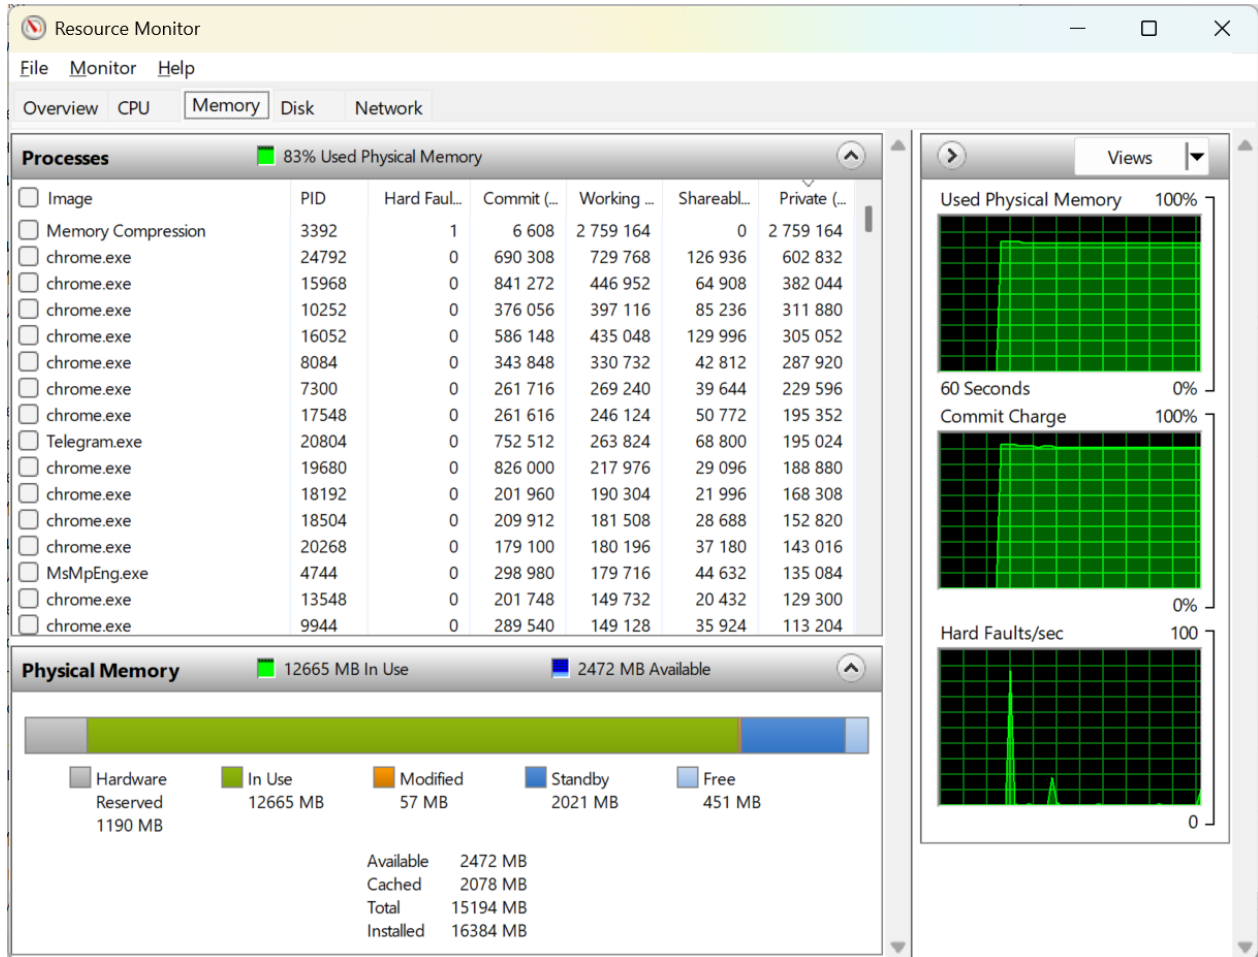 Resource Monitor
File Monitor Help
Overview CPU Memory Disk Network
Processes 83% Used Physical Memory
Image PID Hard Faul... Commit (... Working ... Shareabl... Private (...
Memory Compression 3392 1 6 608 2 759 164 0 2 759 164
chrome.exe 24792 0 690 308 729 768 126 936 602 832
chrome.exe 15968 0 841 272 446 952 64 908 382 044
chrome.exe 10252 0 376 056 397 116 85 236 311 880
chrome.exe 16052 0 586 148 435 048 129 996 305 052
chrome.exe 8084 0 343 848 330 732 42 812 287 920
chrome.exe 7300 0 261 716 269 240 39 644 229 596
chrome.exe 17548 0 261 616 246 124 50 772 195 352
Telegram.exe 20804 0 752 512 263 824 68 800 195 024
chrome.exe 19680 0 826 000 217 976 29 096 188 880
chrome.exe 18192 0 201 960 190 304 21 996 168 308
chrome.exe 18504 0 209 912 181 508 28 688 152 820
chrome.exe 20268 0 179 100 180 196 37 180 143 016
MsMpEng.exe 4744 0 298 980 179 716 44 632 135 084
chrome.exe 13548 0 201 748 149 732 20 432 129 300
chrome.exe 9944 0 289 540 149 128 35 924 113 204
Physical Memory 12665 MB In Use 2472 MB Available
Hardware Reserved 1190 MB
In Use 12665 MB
Modified 57 MB
Standby 2021 MB
Free 451 MB
Available 2472 MB
Cached 2078 MB
Total 15194 MB
Installed 16384 MB
Views
Used Physical Memory 100%
60 Seconds 0%
Commit Charge 100%
0%
Hard Faults/sec 100
0